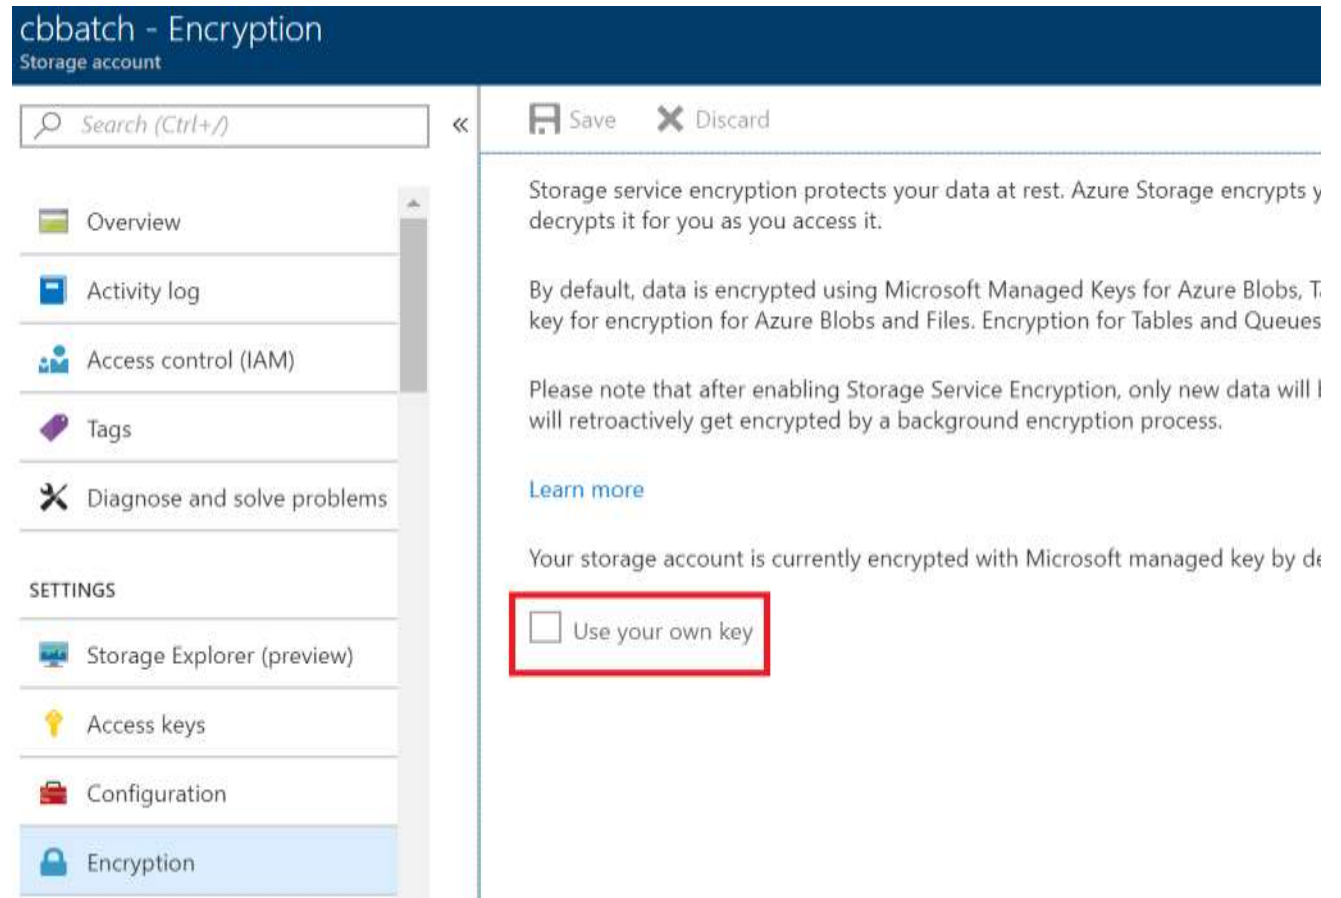 cbbatch - Encryption
Storage account
Search (Ctrl+/)
«
Overview
Activity log
Access control (IAM)
Tags
Diagnose and solve problems
SETTINGS
Storage Explorer (preview)
Access keys
Configuration
Encryption
Save Discard
Storage service encryption protects your data at rest. Azure Storage encrypts
decrypts it for you as you access it.
By default, data is encrypted using Microsoft Managed Keys for Azure Blobs,
key for encryption for Azure Blobs and Files. Encryption for Tables and Queues
Please note that after enabling Storage Service Encryption, only new data will
will retroactively get encrypted by a background encryption process.
Learn more
Your storage account is currently encrypted with Microsoft managed key by
Use your own key